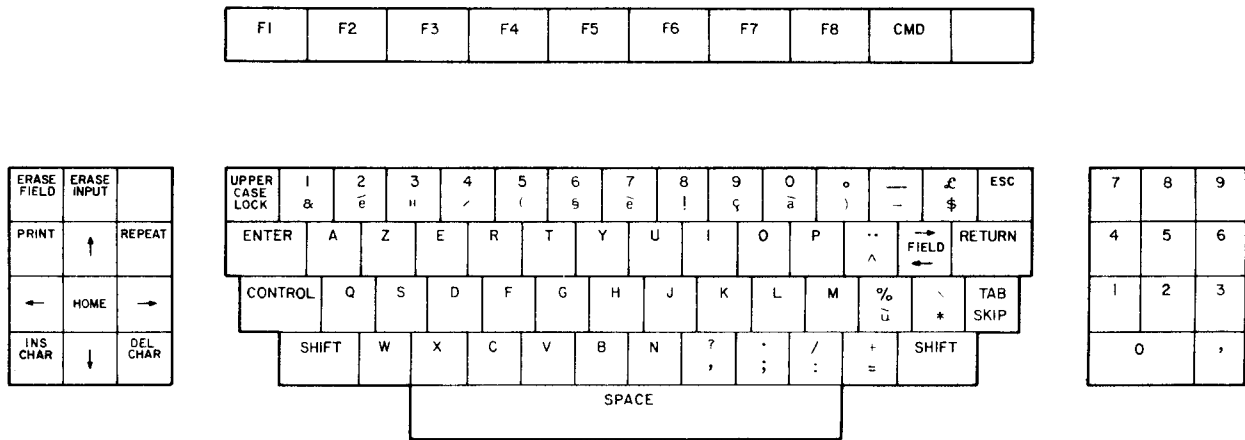 F1 F2 F3 F4 F5 F6 F7 F8 CMD
ERASE FIELD ERASE INPUT
PRINT ↑ REPEAT
← HOME →
INS CHAR ↓ DEL CHAR
UPPER CASE LOCK 1 & 2 é 3 " 4 ' 5 ( 6 § 7 è 8 ! 9 ç 0 à ° ) _ - £ $ ESC
ENTER A Z E R T Y U I O P ¨ ^ → FIELD ← RETURN
CONTROL Q S D F G H J K L M % ù ` * TAB SKIP
SHIFT W X C V B N ? , . ; / : + = SHIFT
SPACE
7 8 9
4 5 6
1 2 3
0 ,